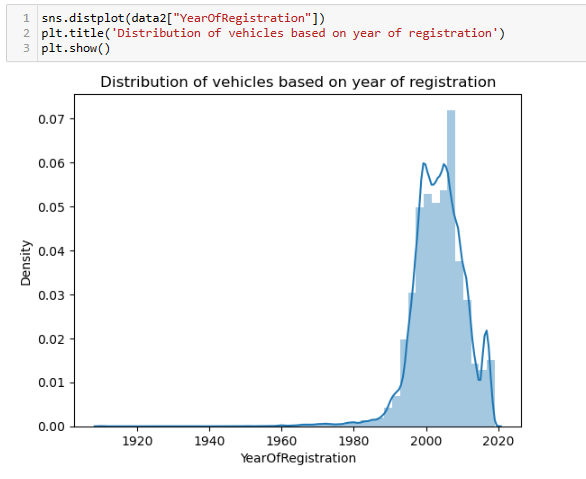 1 sns.distplot(data2["YearOfRegistration"])
2 plt.title('Distribution of vehicles based on year of registration')
3 plt.show()
Distribution of vehicles based on year of registration
0.07
0.06
0.05
0.04
0.03
0.02
0.01
0.00
Density
1920 1940 1960 1980 2000 2020
YearOfRegistration